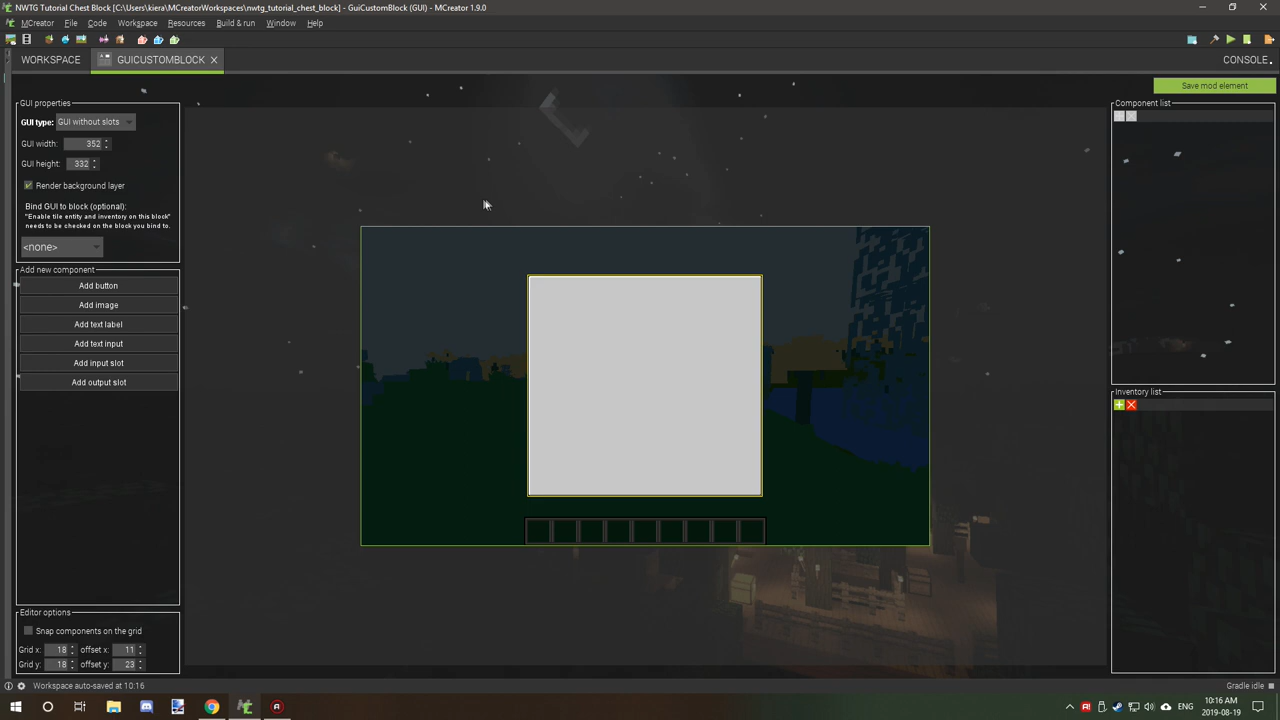 NWTG Tutorial Chest Block [C:\Users\kiera\MCreatorWorkspaces\nwtg_tutorial_chest_block] - GuiCustomBlock (GUI) - MCreator 1.9.0
MCreator File Code Workspace Resources Build & run Window Help
WORKSPACE GUICUSTOMBLOCK CONSOLE
Save mod element
GUI properties
GUI type: GUI without slots
GUI width: 352
GUI height: 332
Render background layer
Bind GUI to block (optional):
"Enable tile entity and inventory on this block"
needs to be checked on the block you bind to.
<none>
Add new component
Add button
Add image
Add text label
Add text input
Add input slot
Add output slot
Editor options
Snap components on the grid
Grid x: 18 offset x: 11
Grid y: 18 offset y: 23
Component list
Inventory list
Workspace auto-saved at 10:16
Gradle idle
ENG
10:16 AM
2019-08-19